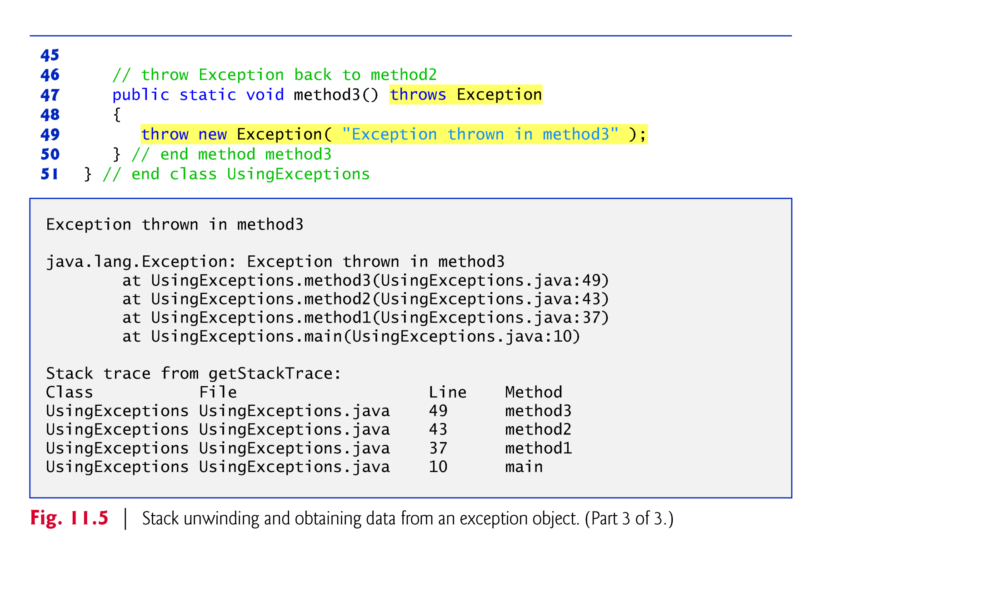 45
46 // throw Exception back to method2
47 public static void method3() throws Exception
48 {
49 throw new Exception( "Exception thrown in method3" );
50 } // end method method3
51 } // end class UsingExceptions
Exception thrown in method3
java.lang.Exception: Exception thrown in method3
at UsingExceptions.method3(UsingExceptions.java:49)
at UsingExceptions.method2(UsingExceptions.java:43)
at UsingExceptions.method1(UsingExceptions.java:37)
at UsingExceptions.main(UsingExceptions.java:10)
Stack trace from getStackTrace:
Class File Line Method
UsingExceptions UsingExceptions.java 49 method3
UsingExceptions UsingExceptions.java 43 method2
UsingExceptions UsingExceptions.java 37 method1
UsingExceptions UsingExceptions.java 10 main
Fig. 11.5 | Stack unwinding and obtaining data from an exception object. (Part 3 of 3.)